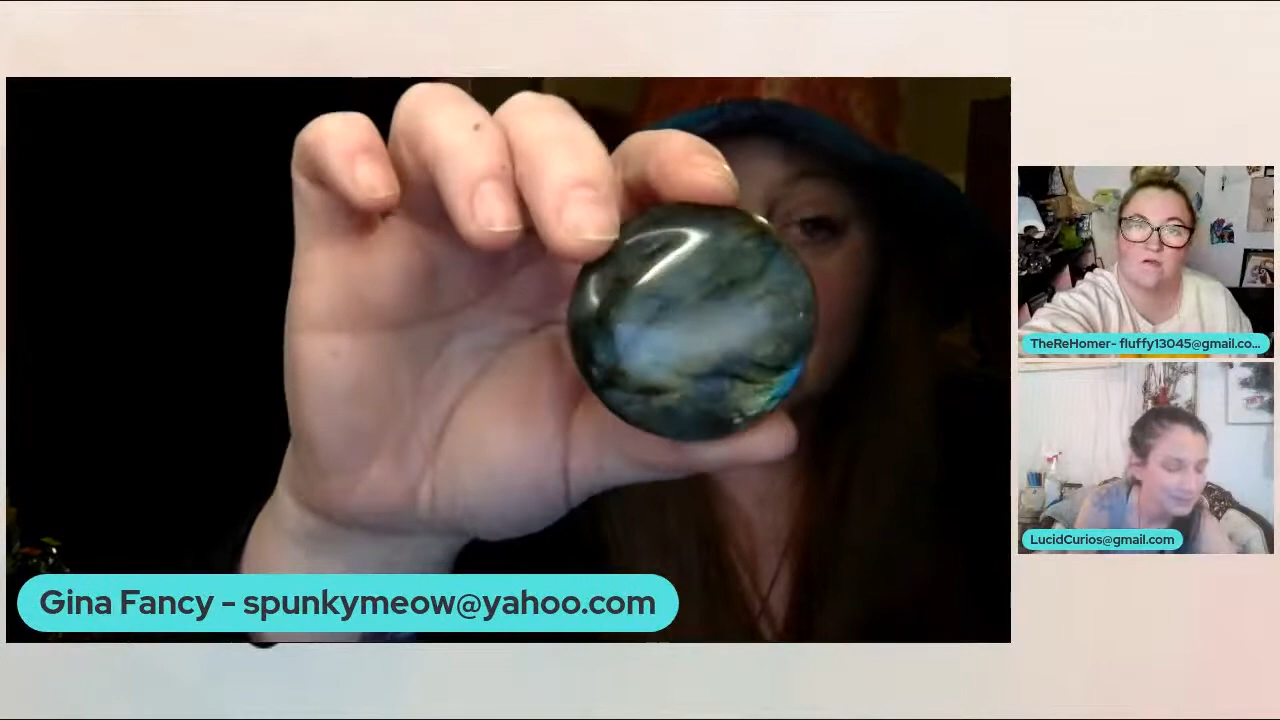 Gina Fancy - spunkymeow@yahoo.com
TheReHomer- fluffy13045@gmail.co...
LucidCurios@gmail.com